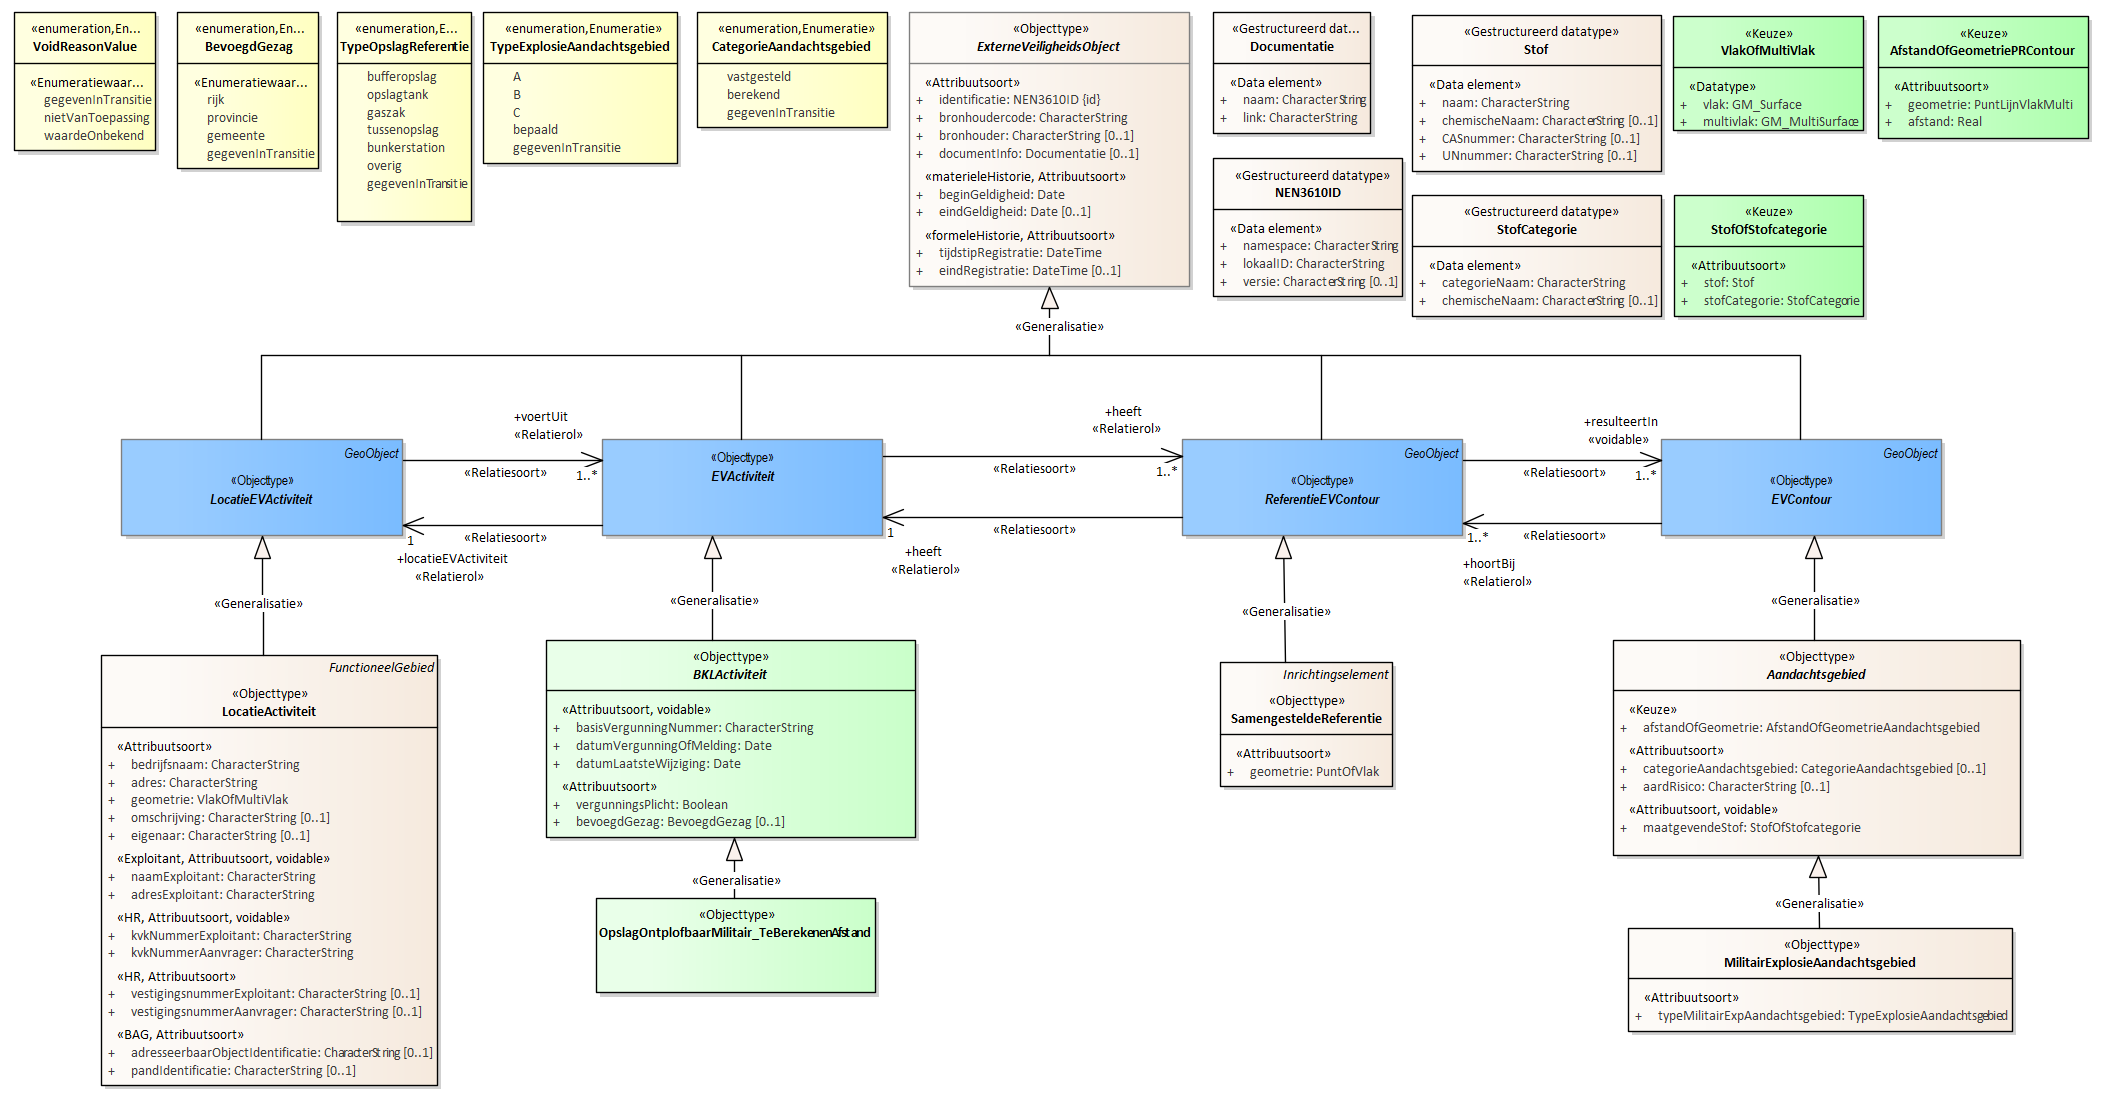 «enumeration,En...
VoidReasonValue
«Enumeratiewaar...
gegevenInTransitie
nietVanToepassing
waardeOnbekend
«enumeration,En...
BevoegdGezag
«Enumeratiewaar...
rijk
provincie
gemeente
gegevenInTransitie
«enumeration,E...
TypeOpslagReferentie
bufferopslag
opslagtank
gaszak
tussenopslag
bunkerstation
overig
gegevenInTransitie
«enumeration,Enumeratie»
TypeExplosieAandachtsgebied
A
B
C
bepaald
gegevenInTransitie
«enumeration,Enumeratie»
CategorieAandachtsgebied
vastgesteld
berekend
gegevenInTransitie
«Objecttype»
ExterneVeiligheidsObject
«Attribuutsoort»
+ identificatie: NEN3610ID {id}
+ bronhoudercode: CharacterString
+ bronhouder: CharacterString [0..1]
+ documentInfo: Documentatie [0..1]
«materieleHistorie, Attribuutsoort»
+ beginGeldigheid: Date
+ eindGeldigheid: Date [0..1]
«formeleHistorie, Attribuutsoort»
+ tijdstipRegistratie: DateTime
+ eindRegistratie: DateTime [0..1]
«Gestructureerd dat...
Documentatie
«Data element»
+ naam: CharacterString
+ link: CharacterString
«Gestructureerd datatype»
NEN3610ID
«Data element»
+ namespace: CharacterString
+ lokaalID: CharacterString
+ versie: CharacterString [0..1]
«Gestructureerd datatype»
Stof
«Data element»
+ naam: CharacterString
+ chemischeNaam: CharacterString [0..1]
+ CASnummer: CharacterString [0..1]
+ UNnummer: CharacterString [0..1]
«Gestructureerd datatype»
StofCategorie
«Data element»
+ categorieNaam: CharacterString
+ chemischeNaam: CharacterString [0..1]
«Keuze»
VlakOfMultiVlak
«Datatype»
+ vlak: GM_Surface
+ multivlak: GM_MultiSurface
«Keuze»
StofOfStofcategorie
«Attribuutsoort»
+ stof: Stof
+ stofCategorie: StofCategorie
«Keuze»
AfstandOfGeometriePRContour
«Attribuutsoort»
+ geometrie: PuntLijnVlakMulti
+ afstand: Real
«Generalisatie»
GeoObject
«Objecttype»
LocatieEVActiviteit
+voertUit
«Relatierol»
«Relatiesoort»
1..*
«Relatiesoort»
1
+locatieEVActiviteit
«Relatierol»
«Objecttype»
EVActiviteit
+heeft
«Relatierol»
«Relatiesoort»
1..*
«Relatiesoort»
1
+heeft
«Relatierol»
GeoObject
«Objecttype»
ReferentieEVContour
+resulteertIn
«voidable»
«Relatiesoort»
1..*
«Relatiesoort»
1..*
+hoortBij
«Relatierol»
GeoObject
«Objecttype»
EVContour
«Generalisatie»
«Generalisatie»
«Generalisatie»
«Generalisatie»
FunctioneelGebied
«Objecttype»
LocatieActiviteit
«Attribuutsoort»
+ bedrijfsnaam: CharacterString
+ adres: CharacterString
+ geometrie: VlakOfMultiVlak
+ omschrijving: CharacterString [0..1]
+ eigenaar: CharacterString [0..1]
«Exploitant, Attribuutsoort, voidable»
+ naamExploitant: CharacterString
+ adresExploitant: CharacterString
«HR, Attribuutsoort, voidable»
+ kvkNummerExploitant: CharacterString
+ kvkNummerAanvrager: CharacterString
«HR, Attribuutsoort»
+ vestigingsnummerExploitant: CharacterString [0..1]
+ vestigingsnummerAanvrager: CharacterString [0..1]
«BAG, Attribuutsoort»
+ adresseerbaarObjectIdentificatie: CharacterString [0..1]
+ pandIdentificatie: CharacterString [0..1]
«Objecttype»
BKLActiviteit
«Attribuutsoort, voidable»
+ basisVergunningNummer: CharacterString
+ datumVergunningOfMelding: Date
+ datumLaatsteWijziging: Date
«Attribuutsoort»
+ vergunningsPlicht: Boolean
+ bevoegdGezag: BevoegdGezag [0..1]
«Generalisatie»
«Objecttype»
OpslagOntplofbaarMilitair_TeBerekenenAfstand
Inrichtingselement
«Objecttype»
SamengesteldeReferentie
«Attribuutsoort»
+ geometrie: PuntOfVlak
«Objecttype»
Aandachtsgebied
«Keuze»
+ afstandOfGeometrie: AfstandOfGeometrieAandachtsgebied
«Attribuutsoort»
+ categorieAandachtsgebied: CategorieAandachtsgebied [0..1]
+ aardRisico: CharacterString [0..1]
«Attribuutsoort, voidable»
+ maatgevendeStof: StofOfStofcategorie
«Generalisatie»
«Objecttype»
MilitairExplosieAandachtsgebied
«Attribuutsoort»
+ typeMilitairExpAandachtsgebied: TypeExplosieAandachtsgebied